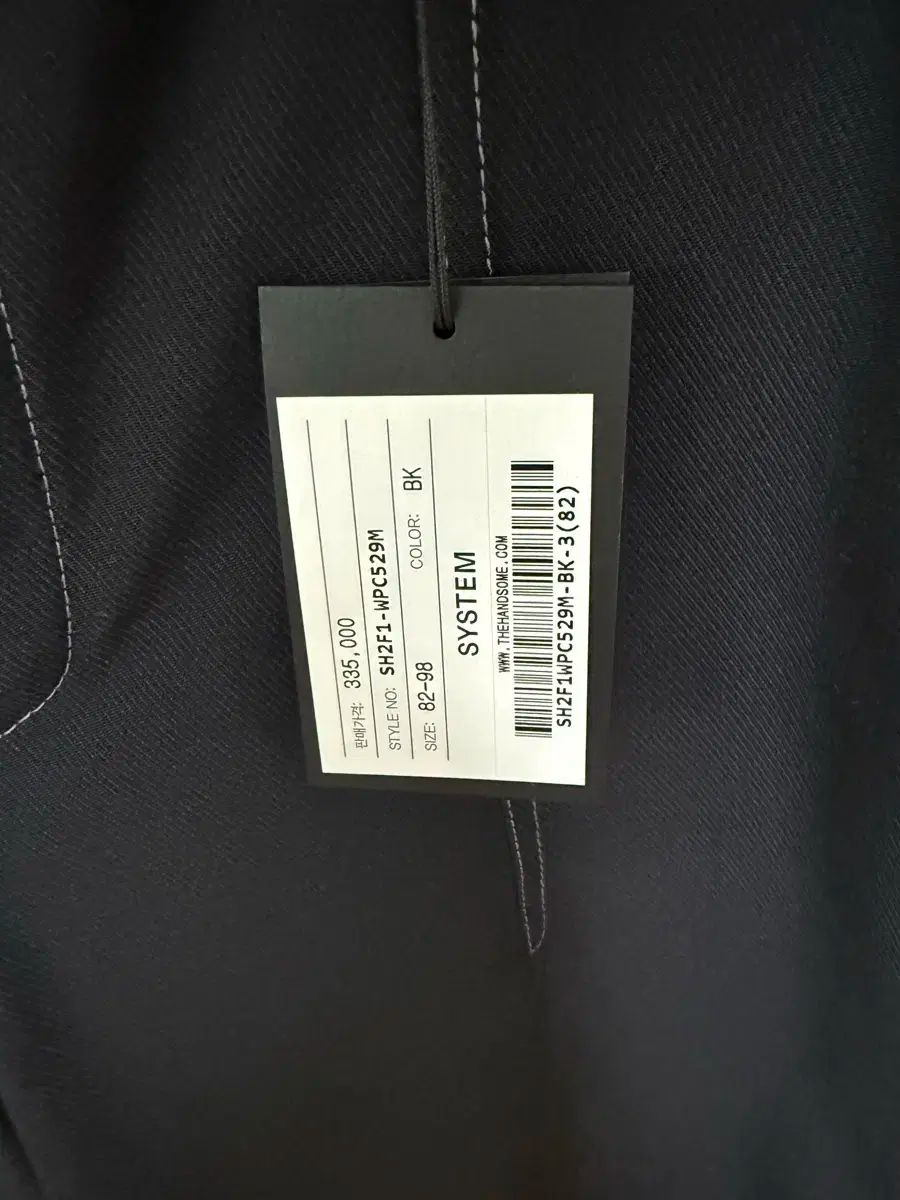 판매가격: 335,000
STYLE NO: SH2F1-WPC529M
SIZE: 82-98 COLOR: BK
SYSTEM
WWW.THEHANDSOME.COM
SH2F1WPC529M-BK-3(82)